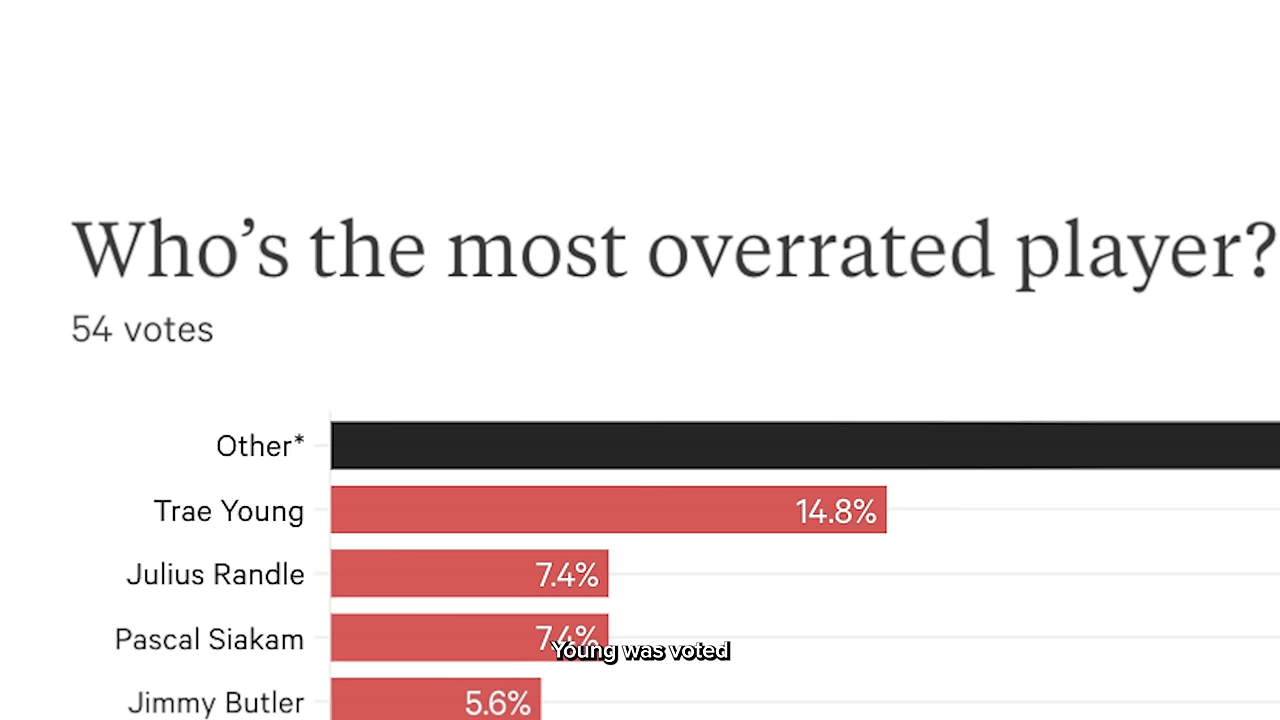 Who's the most overrated player?
54 votes
Other*
Trae Young 14.8%
Julius Randle 7.4%
Pascal Siakam 7.4%
Young was voted
Jimmy Butler 5.6%